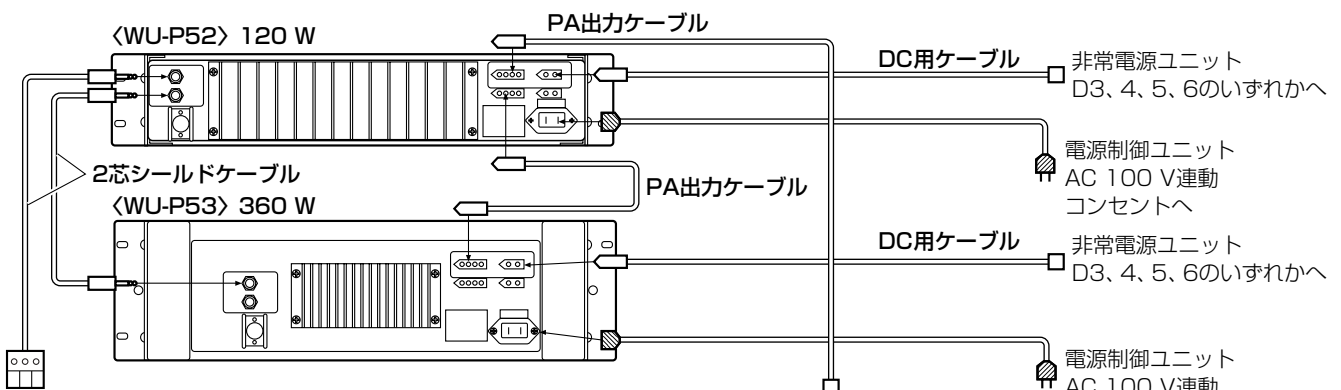 〈WU-P52〉 120 W
PA出力ケーブル
DC用ケーブル
非常電源ユニット
D3、4、5、6のいずれかへ
電源制御ユニット
AC 100 V連動
コンセントへ
2芯シールドケーブル
PA出力ケーブル
〈WU-P53〉 360 W
DC用ケーブル
非常電源ユニット
D3、4、5、6のいずれかへ
電源制御ユニット
AC 100 V連動